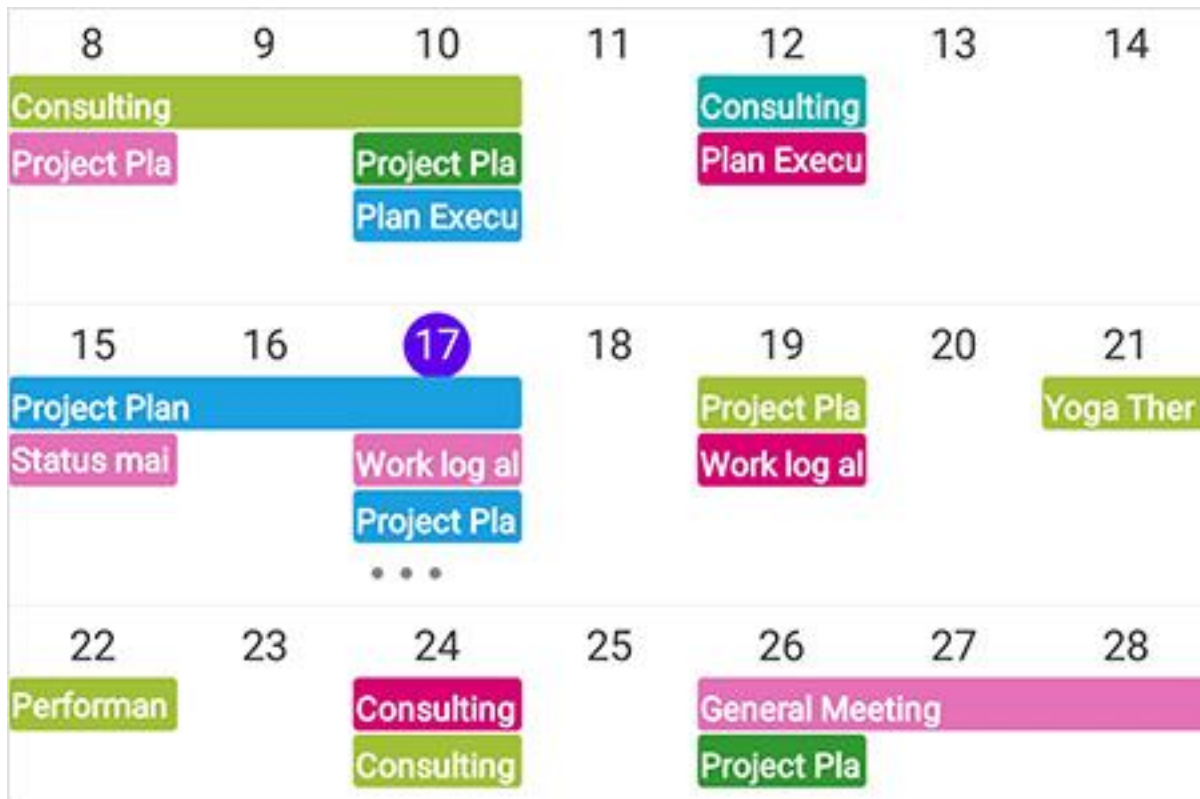 8 9 10 11 12 13 14
Consulting Consulting
Project Pla Project Pla Plan Execu
Plan Execu
15 16 17 18 19 20 21
Project Plan Project Pla Yoga Ther
Status mai Work log al Work log al
Project Pla
22 23 24 25 26 27 28
Performan Consulting General Meeting
Consulting Project Pla